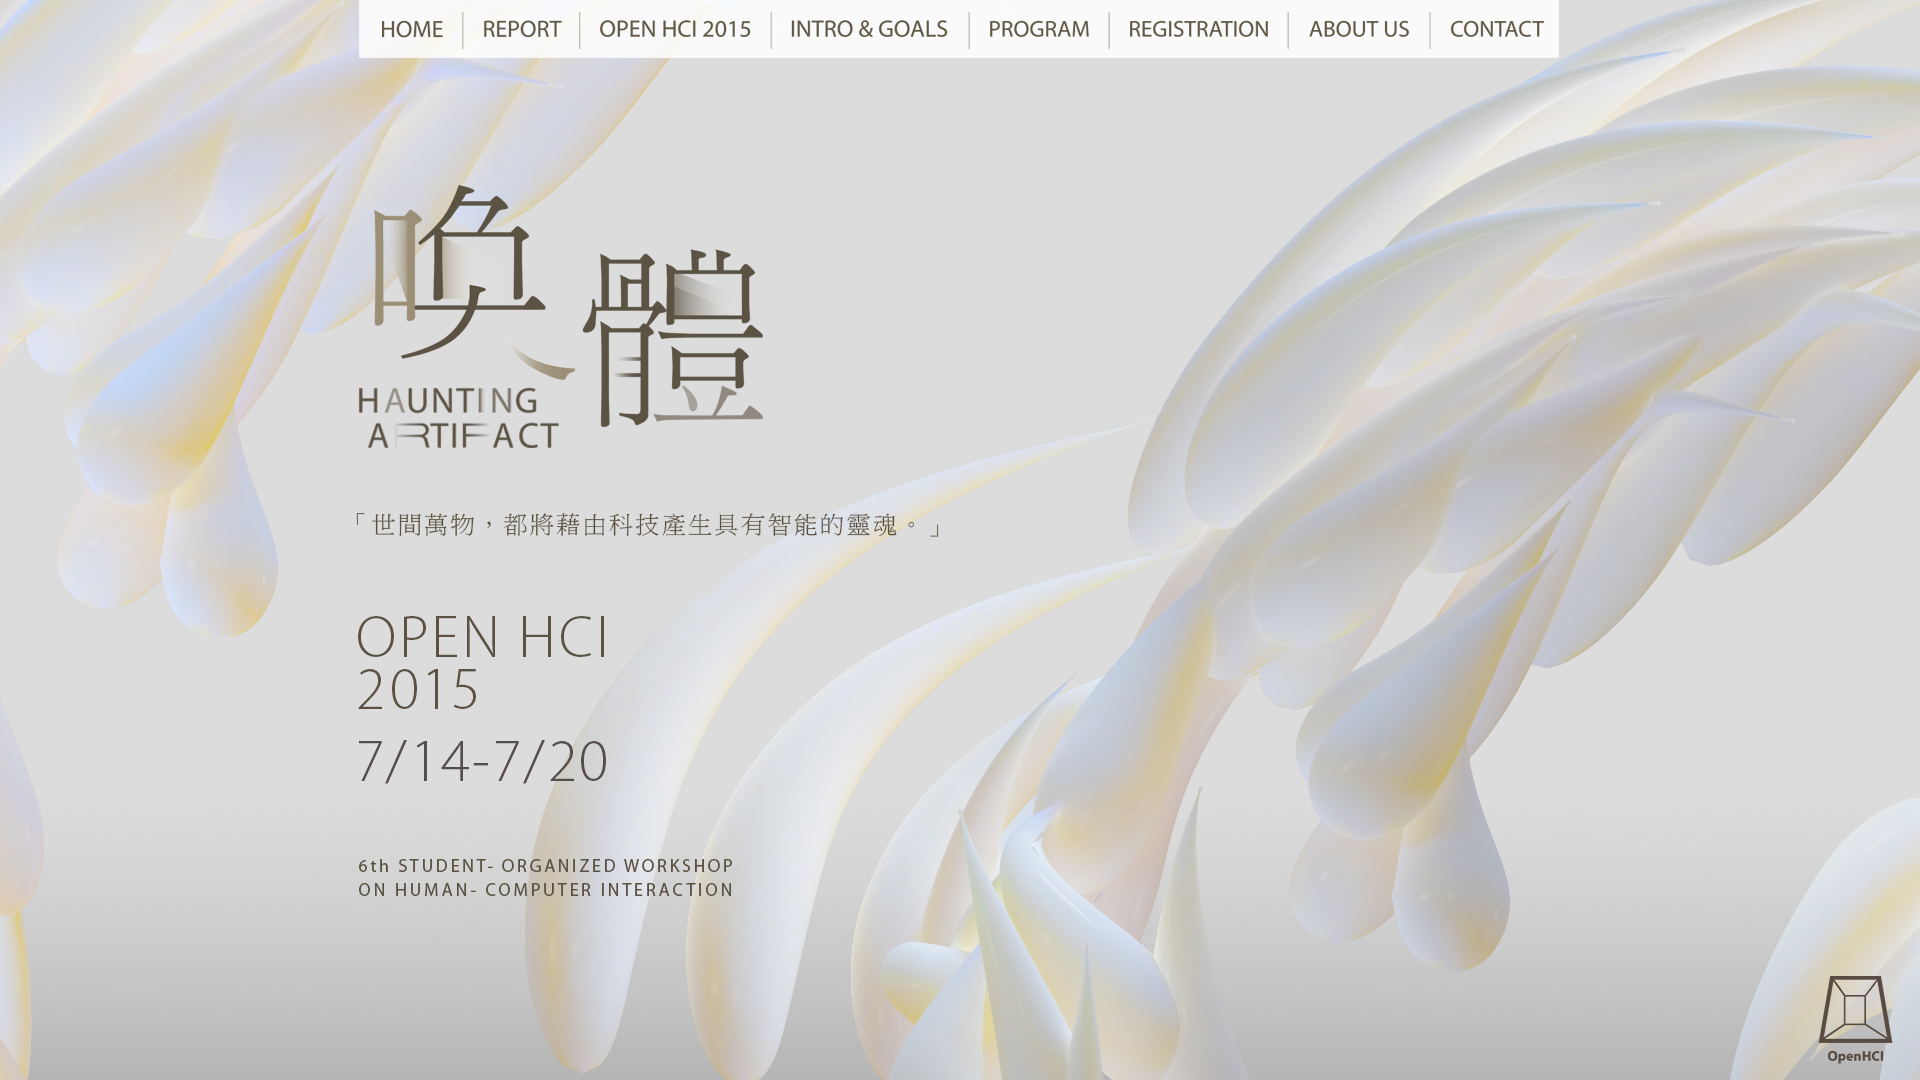 HOME
REPORT
OPEN HCI 2015
INTRO & GOALS
PROGRAM
REGISTRATION
ABOUT US
CONTACT
喚體
HAUNTING
ARTIFACT
「世間萬物，都將藉由科技產生具有智能的靈魂。」
OPEN HCI
2015
7/14-7/20
6th STUDENT- ORGANIZED WORKSHOP
ON HUMAN- COMPUTER INTERACTION
OpenHCI